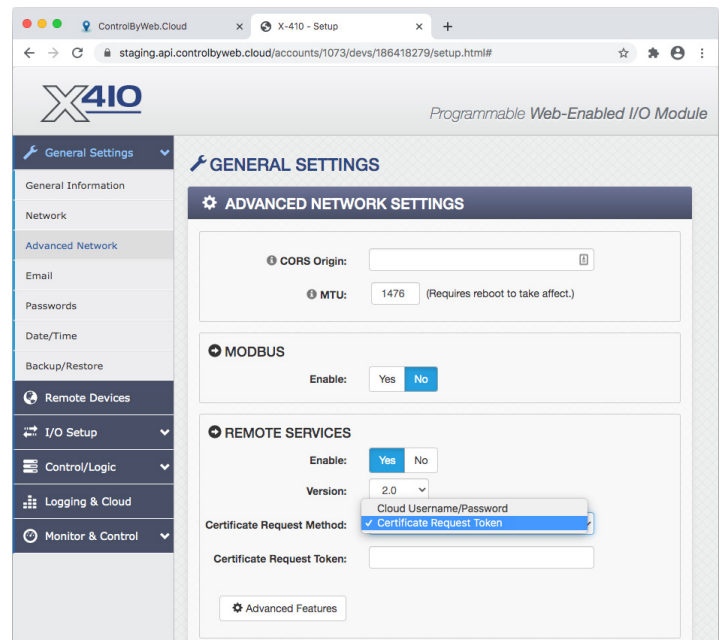 ControlByWeb.Cloud
X-410 - Setup
staging.api.controlbyweb.cloud/accounts/1073/devs/186418279/setup.html#
X410
Programmable Web-Enabled I/O Module
General Settings
General Information
Network
Advanced Network
Email
Passwords
Date/Time
Backup/Restore
Remote Devices
I/O Setup
Control/Logic
Logging & Cloud
Monitor & Control
GENERAL SETTINGS
ADVANCED NETWORK SETTINGS
CORS Origin:
MTU: 1476 (Requires reboot to take affect.)
MODBUS
Enable: Yes No
REMOTE SERVICES
Enable: Yes No
Version: 2.0
Cloud Username/Password
Certificate Request Method: ✓ Certificate Request Token
Certificate Request Token:
Advanced Features